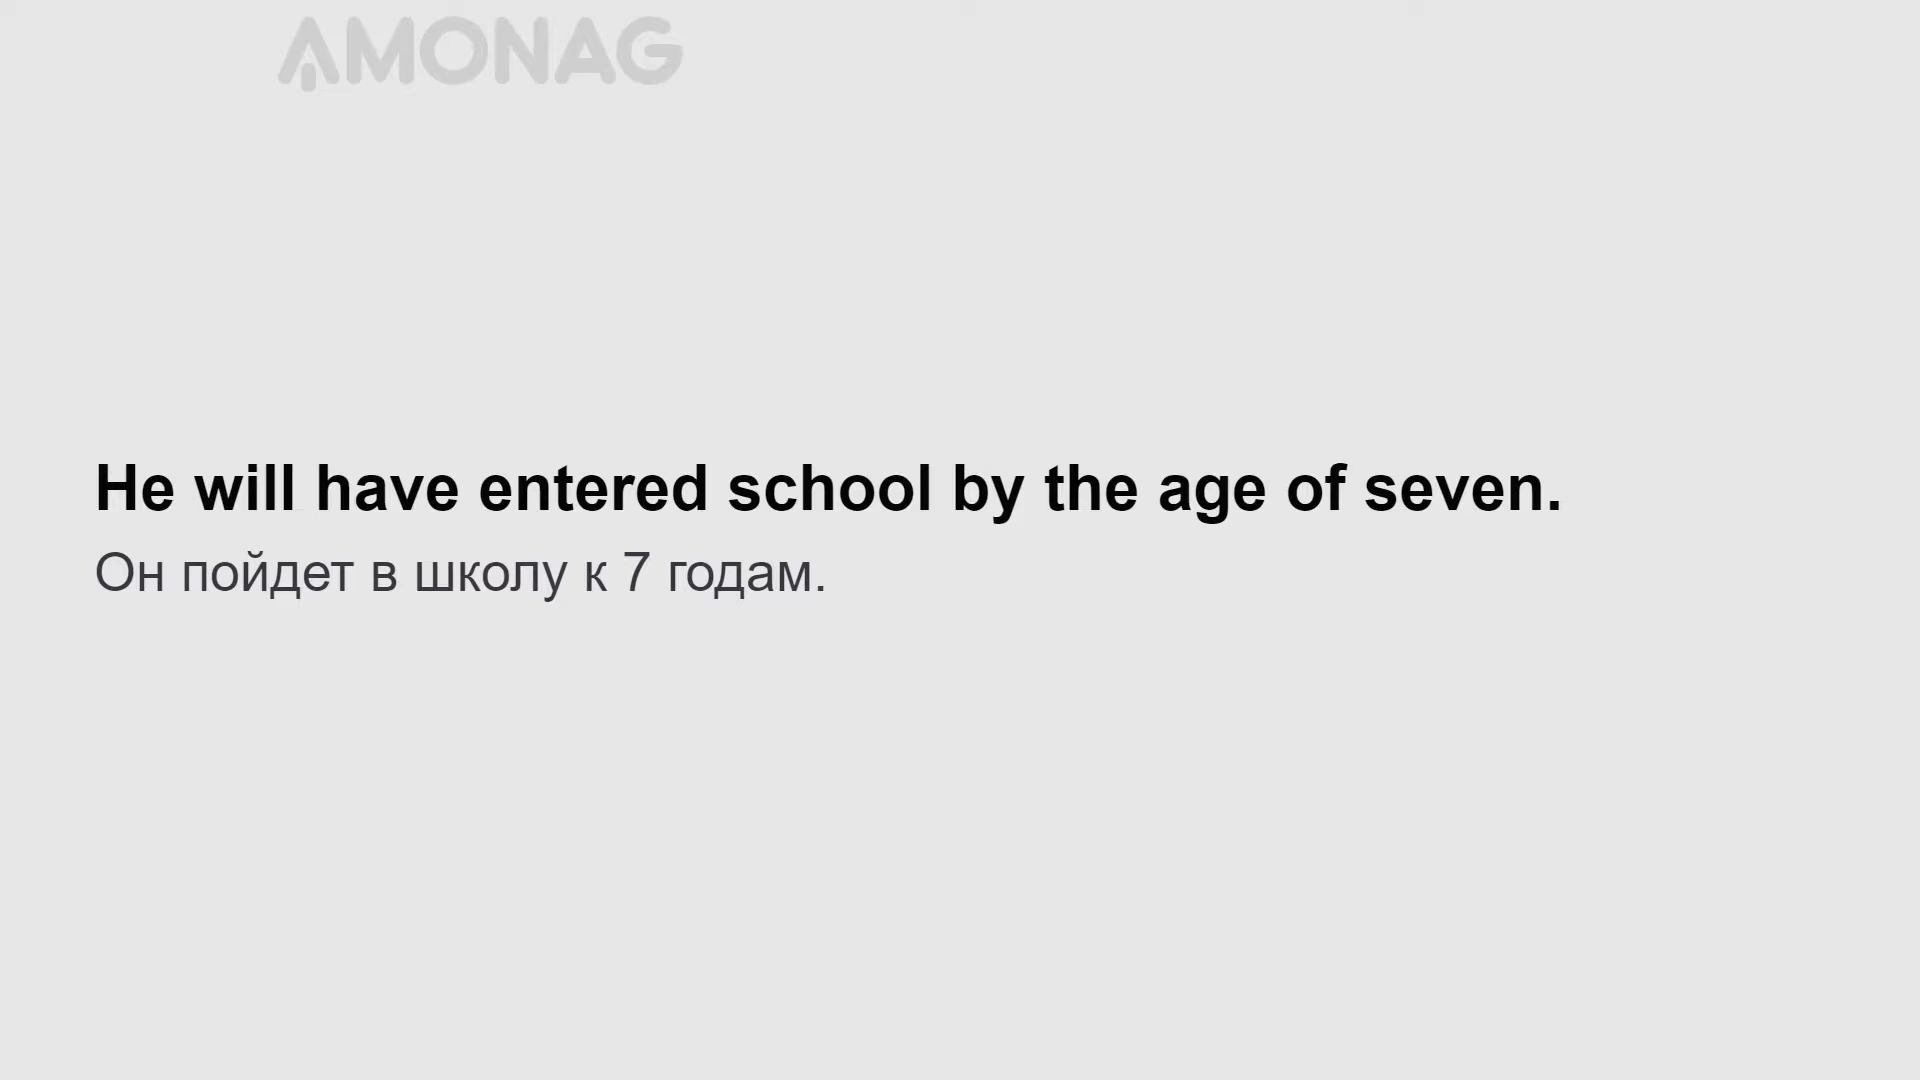 AMONAG
He will have entered school by the age of seven.
Он пойдет в школу к 7 годам.